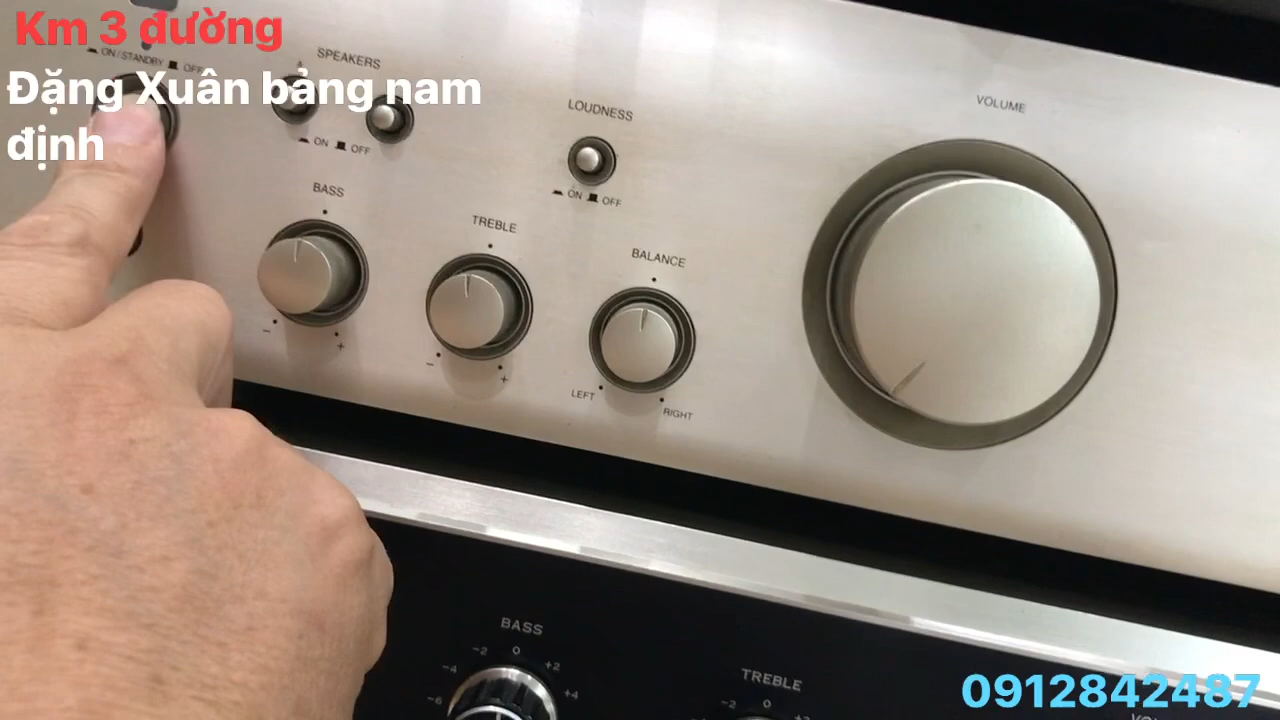 Km 3 đường
Đặng Xuân bảng nam
định
ON/STANDBY OFF
SPEAKERS
A
ON OFF
LOUDNESS
ON OFF
VOLUME
BASS
- +
TREBLE
- +
BALANCE
LEFT RIGHT
BASS
-6 -4 -2 0 +2 +4
TREBLE
-2 0
0912842487